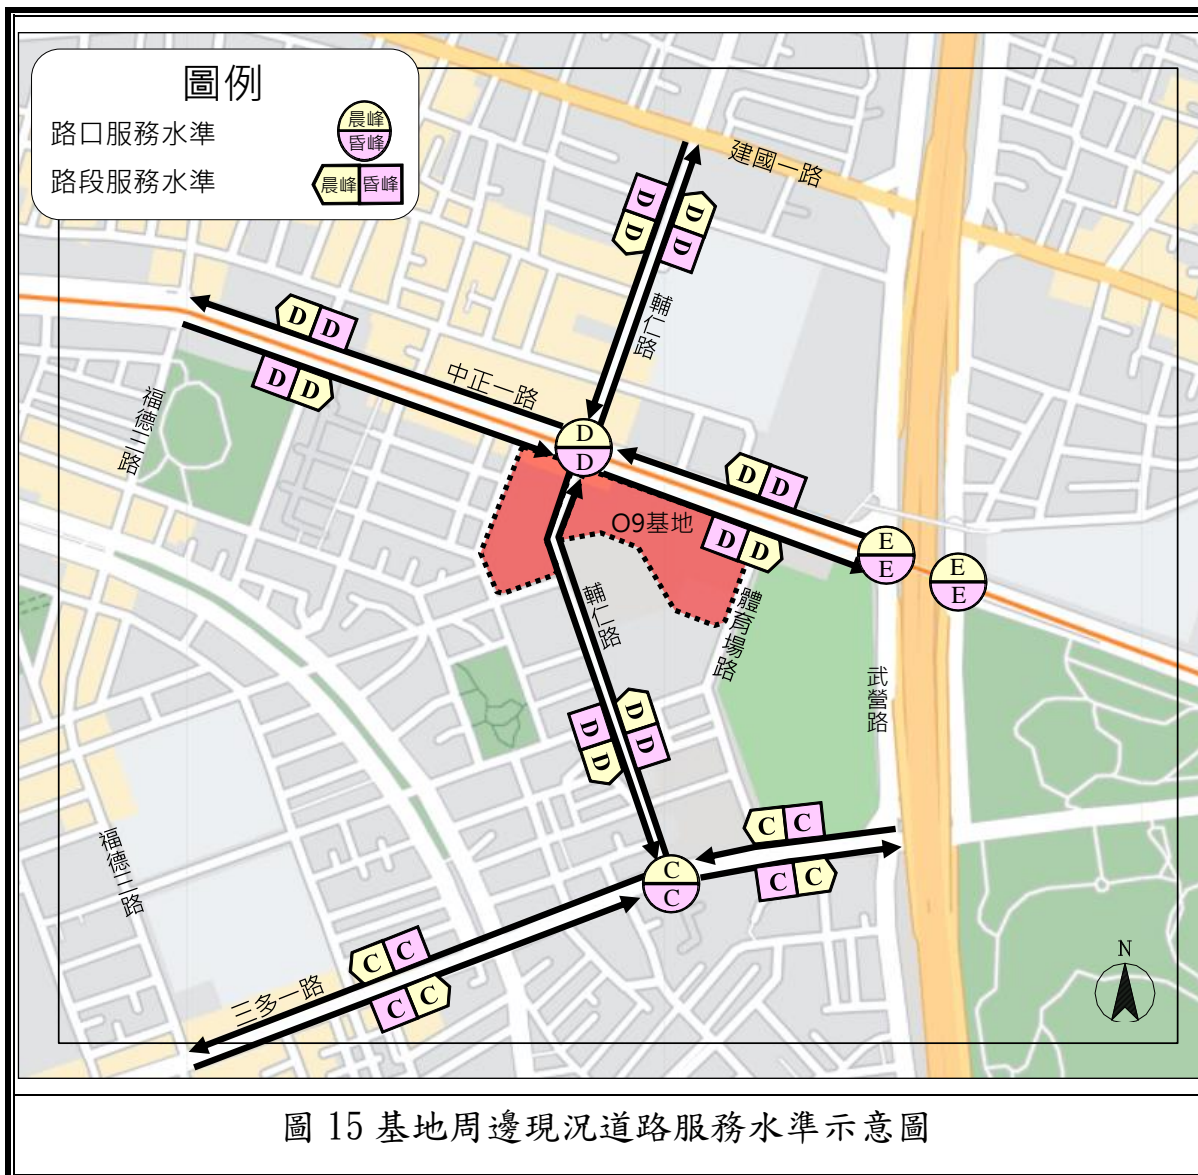 圖例
路口服務水準
晨峰
昏峰
路段服務水準
晨峰 昏峰
建國一路
D
D
D
D
輔仁路
D D
D D
中正一路
福德三路
D
D
D D
D D
O9基地
E
E
E
E
輔仁路
體育場路
武營路
D
D
D
D
福德二路
C C
C C
C
C
C C
C C
三多一路
N
圖 15 基地周邊現況道路服務水準示意圖